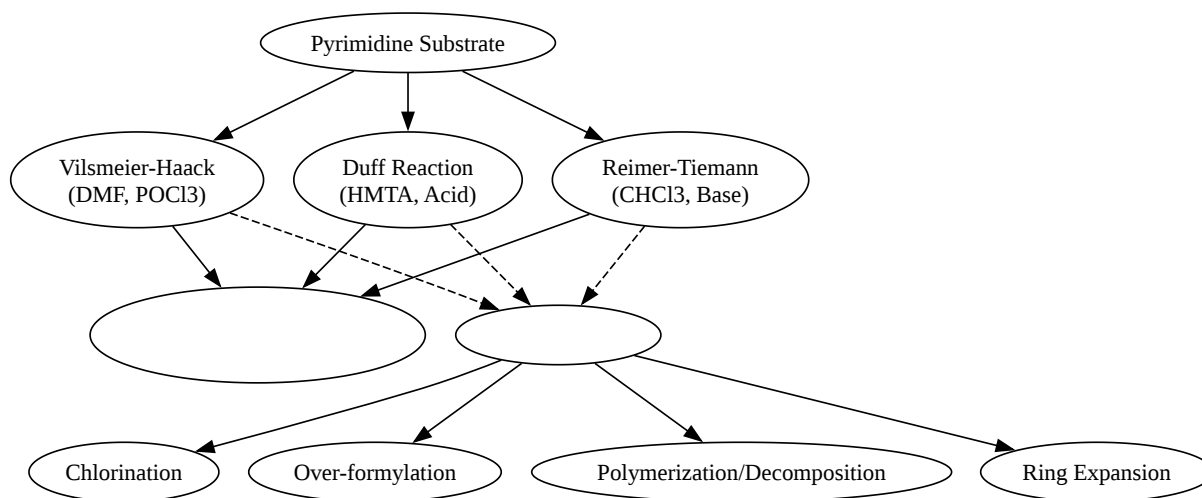 Pyrimidine Substrate
Vilsmeier-Haack
(DMF, POCl3)
Duff Reaction
(HMTA, Acid)
Reimer-Tiemann
(CHCl3, Base)
Chlorination
Over-formylation
Polymerization/Decomposition
Ring Expansion